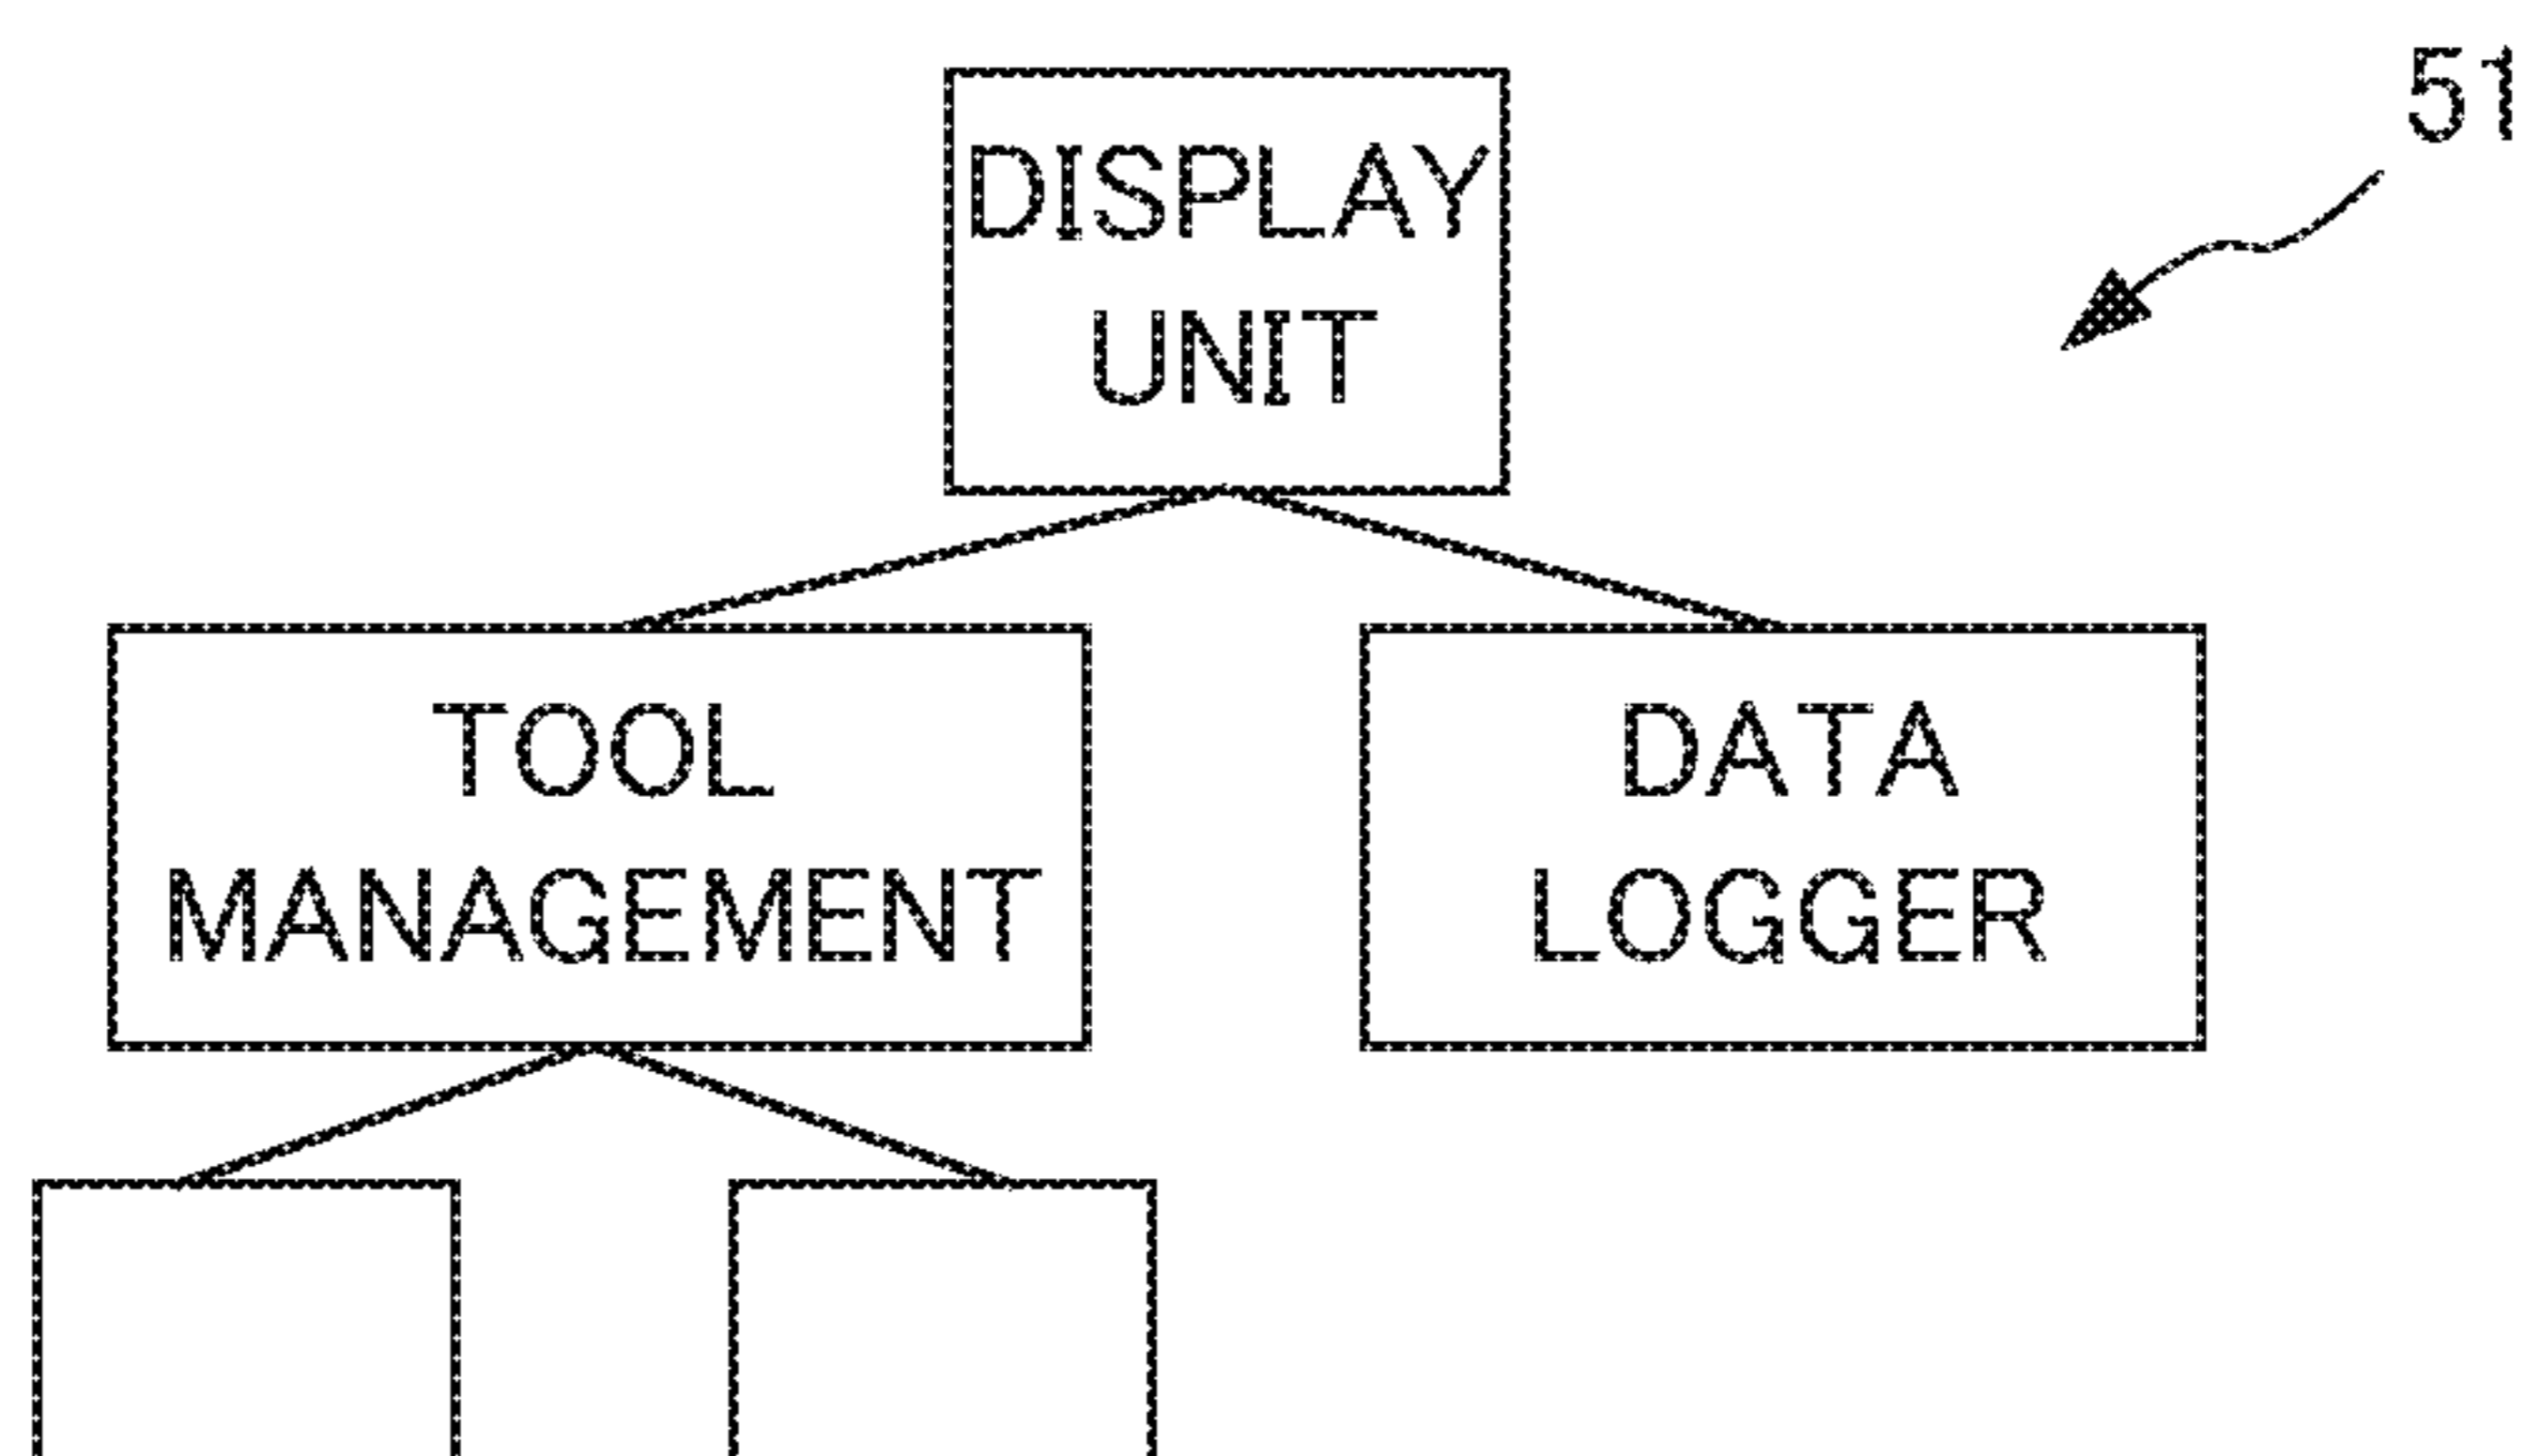 51
DISPLAY
UNIT
TOOL
MANAGEMENT
DATA
LOGGER